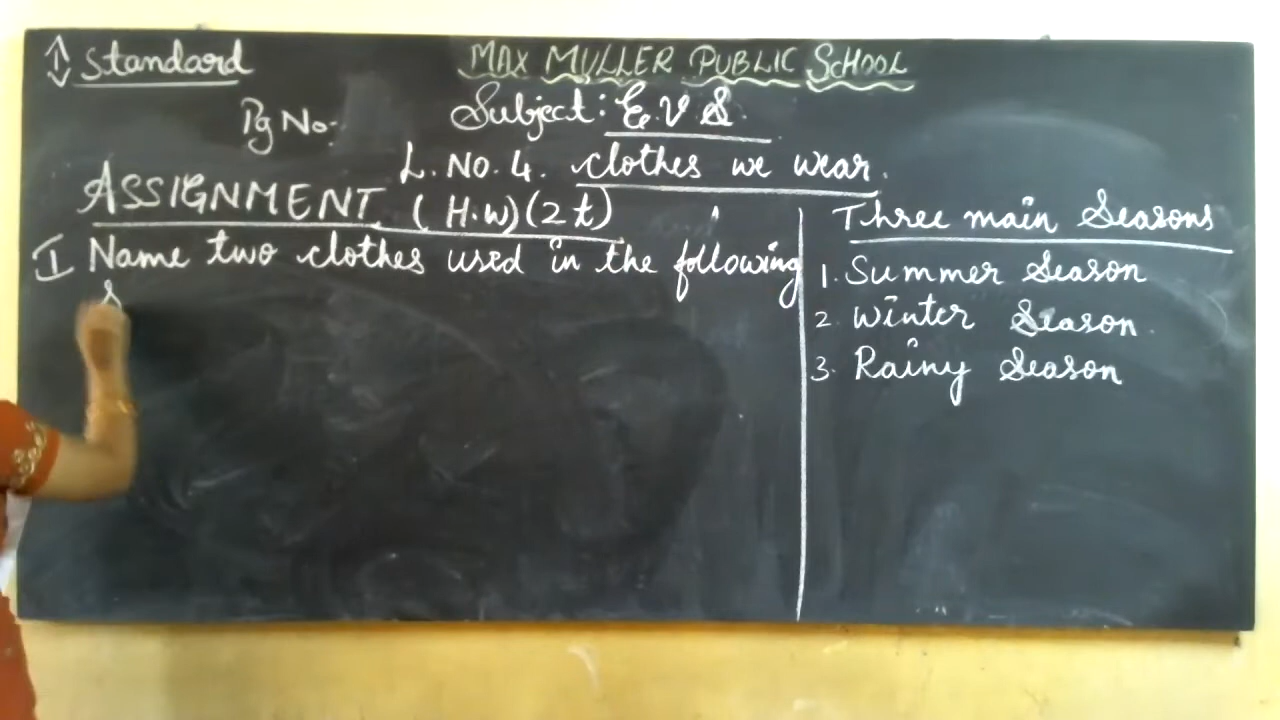 Standard
MAX MULLER PUBLIC SCHOOL
Pg No:-
Subject: E.V.S.
L. No. 4. clothes we wear.
ASSIGNMENT (H.W) (2t)
I Name two clothes used in the following
S
Three main Seasons
1. Summer Season
2. Winter Season.
3. Rainy Season